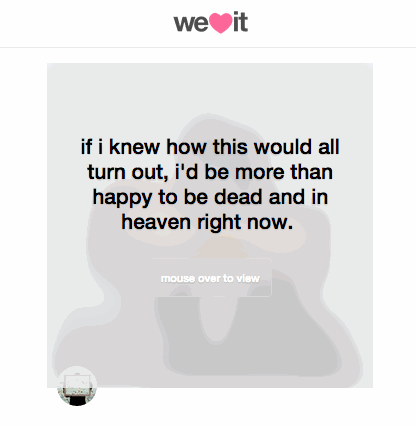 we it
if i knew how this would all
turn out, i'd be more than
happy to be dead and in
heaven right now.
mouse over to view